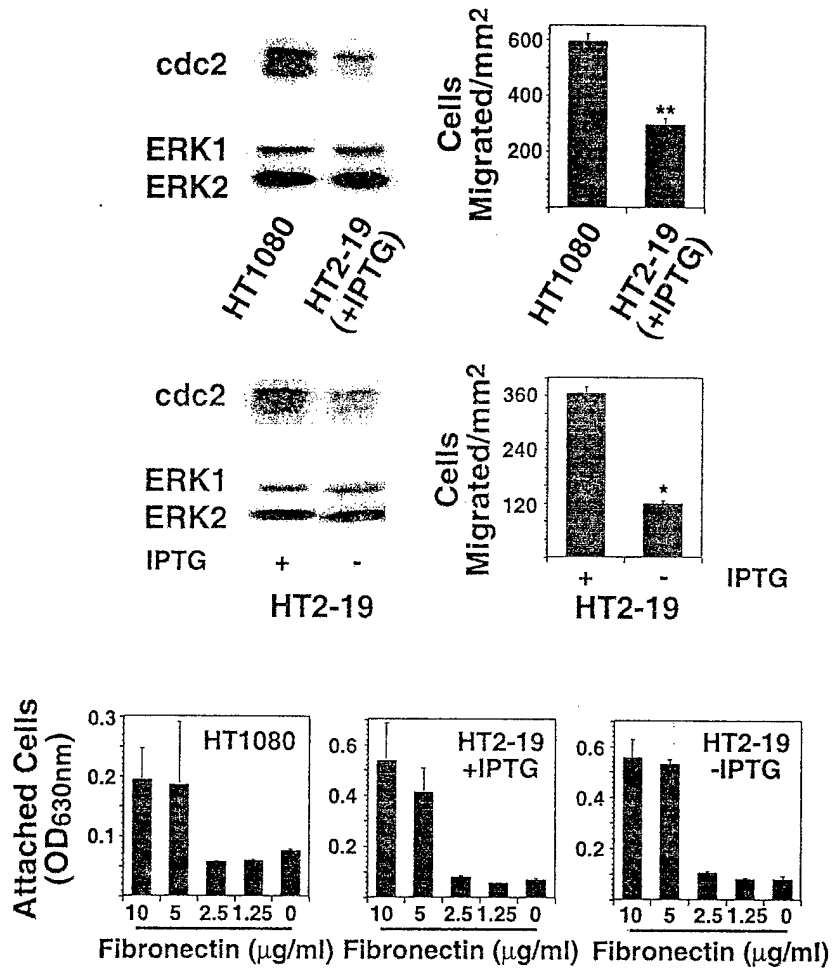 cdc2
ERK1
ERK2
HT1080
HT2-19
(+IPTG)
Cells
Migrated/mm2
600
400
200
**
HT1080
HT2-19
(+IPTG)
cdc2
ERK1
ERK2
IPTG + -
HT2-19
Cells
Migrated/mm2
360
240
120
*
+ - IPTG
HT2-19
Attached Cells
(OD630nm)
0.3
0.2
0.1
HT1080
10 5 2.5 1.25 0
Fibronectin (μg/ml)
0.6
0.4
0.2
HT2-19
+IPTG
10 5 2.5 1.25 0
Fibronectin (μg/ml)
0.6
0.4
0.2
HT2-19
-IPTG
10 5 2.5 1.25 0
Fibronectin (μg/ml)